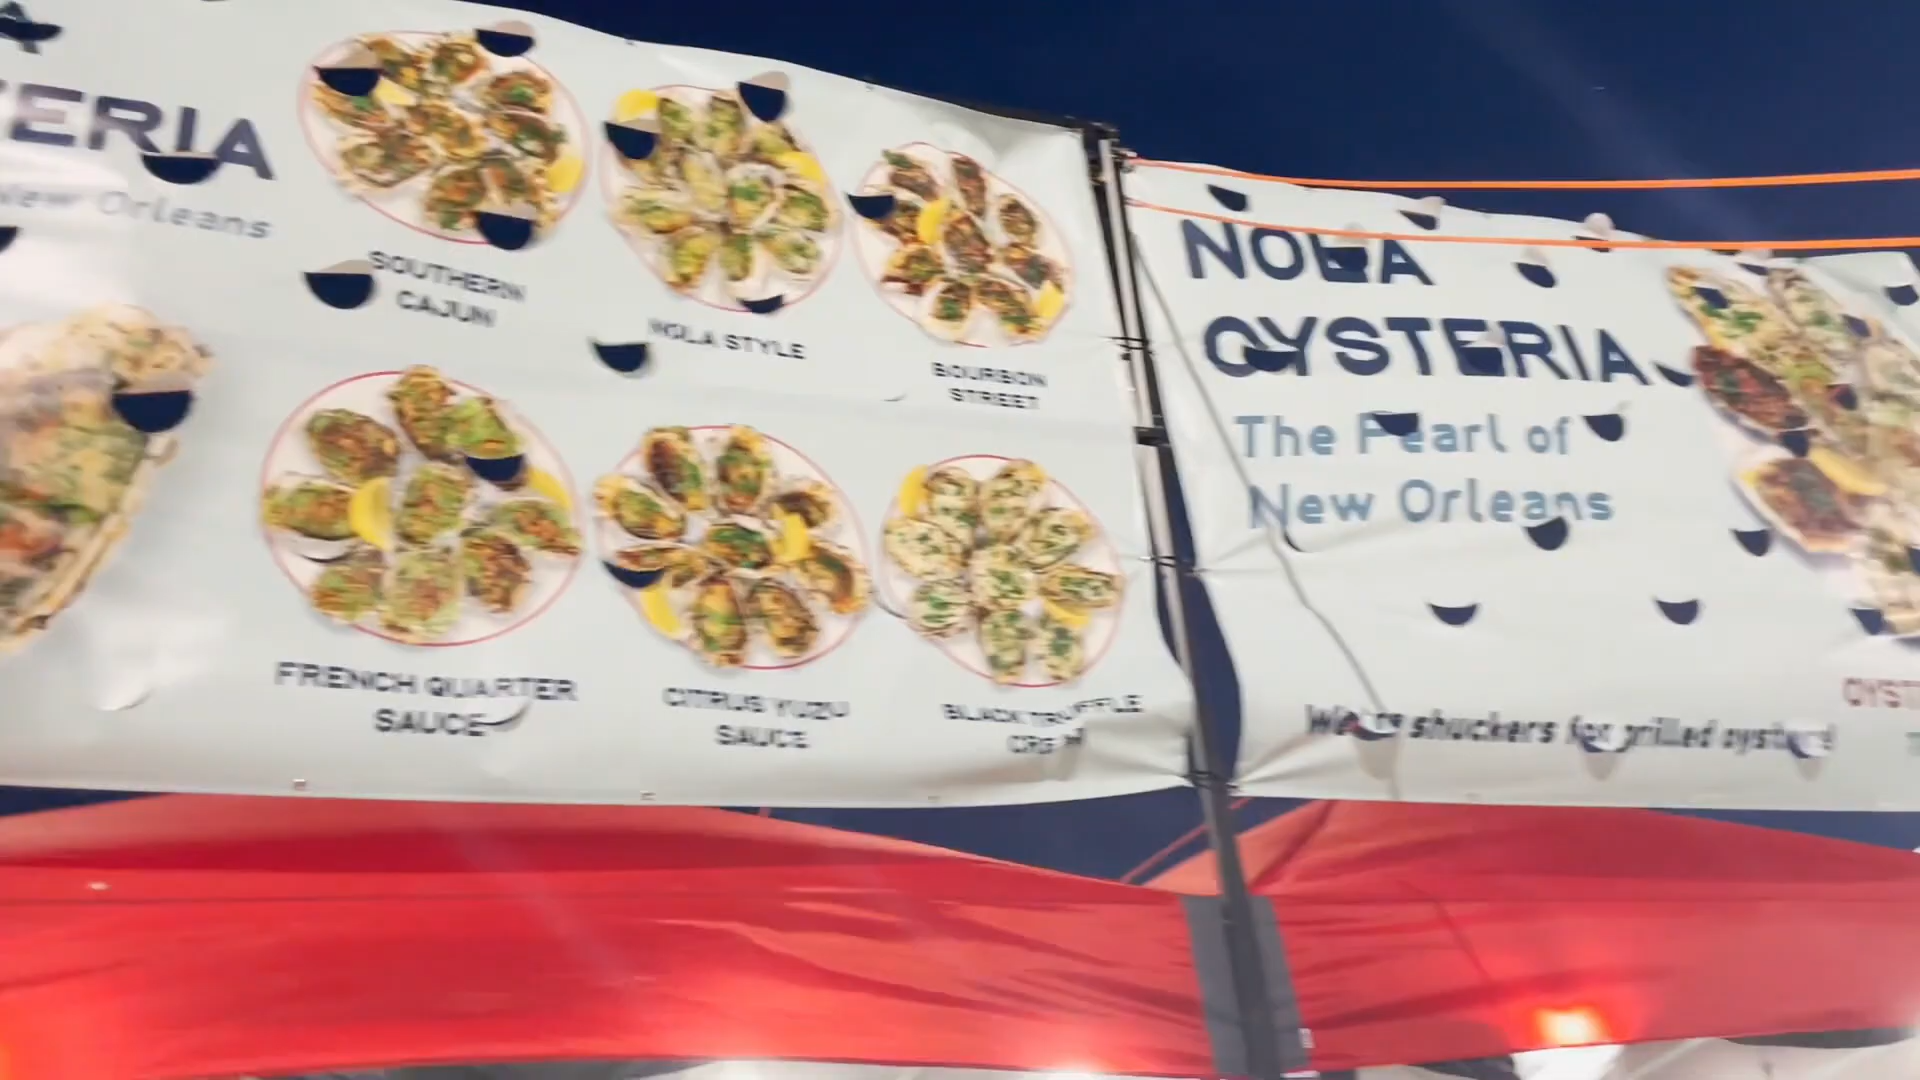 ERIA
New Orleans
SOUTHERN
CAJUN
NOLA STYLE
BOURBON
STREET
FRENCH QUARTER
SAUCE
CITRUS YUZU
SAUCE
BLACK TRUFFLE
CREAM
NOLA
OYSTERIA
The Pearl of
New Orleans
We're shuckers for grilled oysters!
OYST